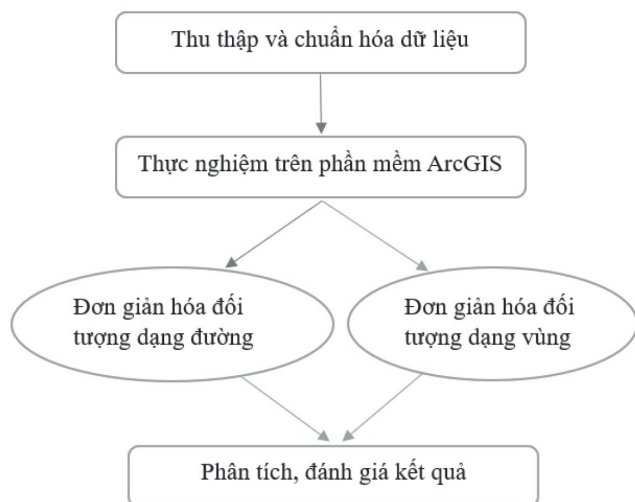 Thu thập và chuẩn hóa dữ liệu
Thực nghiệm trên phần mềm ArcGIS
Đơn giản hóa đối
tượng dạng đường
Đơn giản hóa đối
tượng dạng vùng
Phân tích, đánh giá kết quả